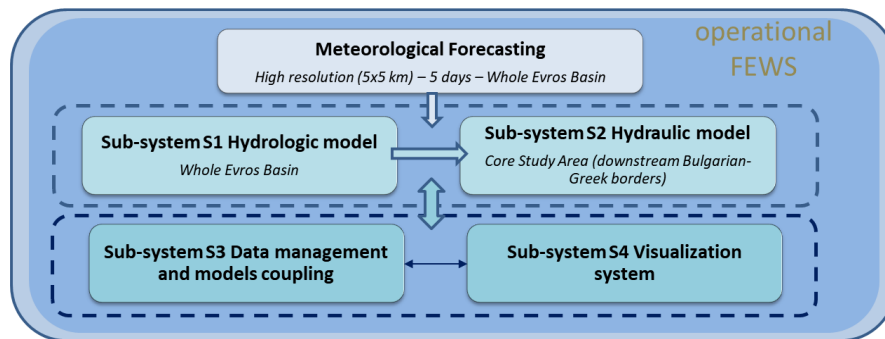 operational
FEWS
Meteorological Forecasting
High resolution (5x5 km) – 5 days – Whole Evros Basin
Sub-system S1 Hydrologic model
Whole Evros Basin
Sub-system S2 Hydraulic model
Core Study Area (downstream Bulgarian-
Greek borders)
Sub-system S3 Data management
and models coupling
Sub-system S4 Visualization
system